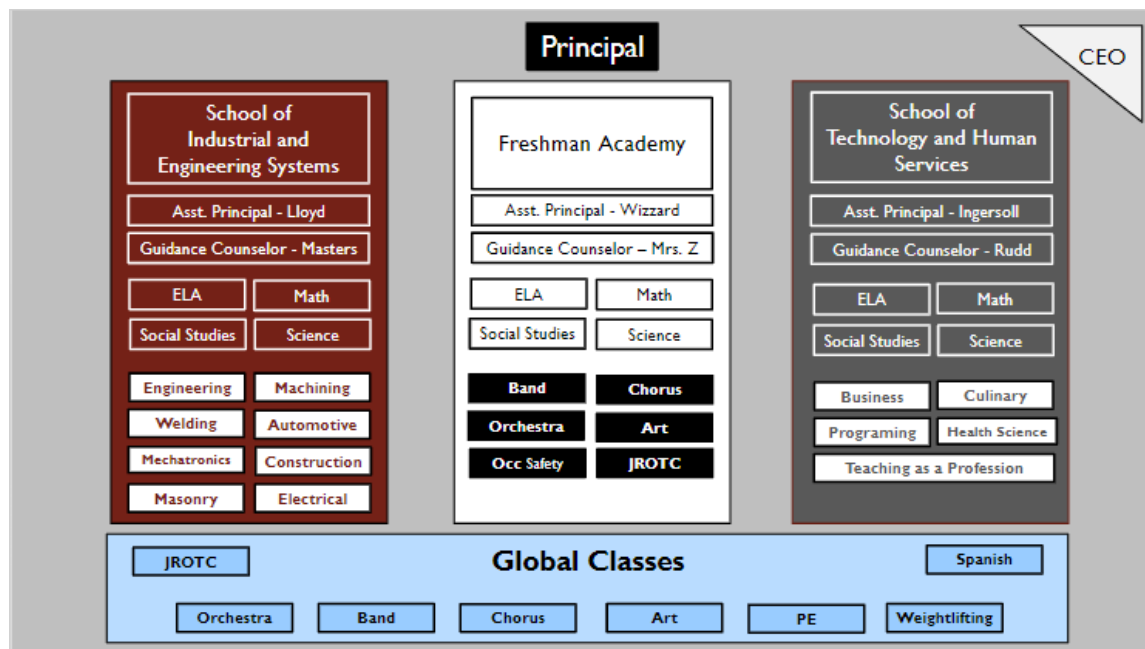 Principal
CEO
School of
Industrial and
Engineering Systems
Asst. Principal - Lloyd
Guidance Counselor - Masters
ELA
Math
Social Studies
Science
Engineering
Machining
Welding
Automotive
Mechatronics
Construction
Masonry
Electrical
Freshman Academy
Asst. Principal - Wizzard
Guidance Counselor – Mrs. Z
ELA
Math
Social Studies
Science
Band
Chorus
Orchestra
Art
Occ Safety
JROTC
School of
Technology and Human
Services
Asst. Principal - Ingersoll
Guidance Counselor - Rudd
ELA
Math
Social Studies
Science
Business
Culinary
Programing
Health Science
Teaching as a Profession
JROTC
Global Classes
Spanish
Orchestra
Band
Chorus
Art
PE
Weightlifting